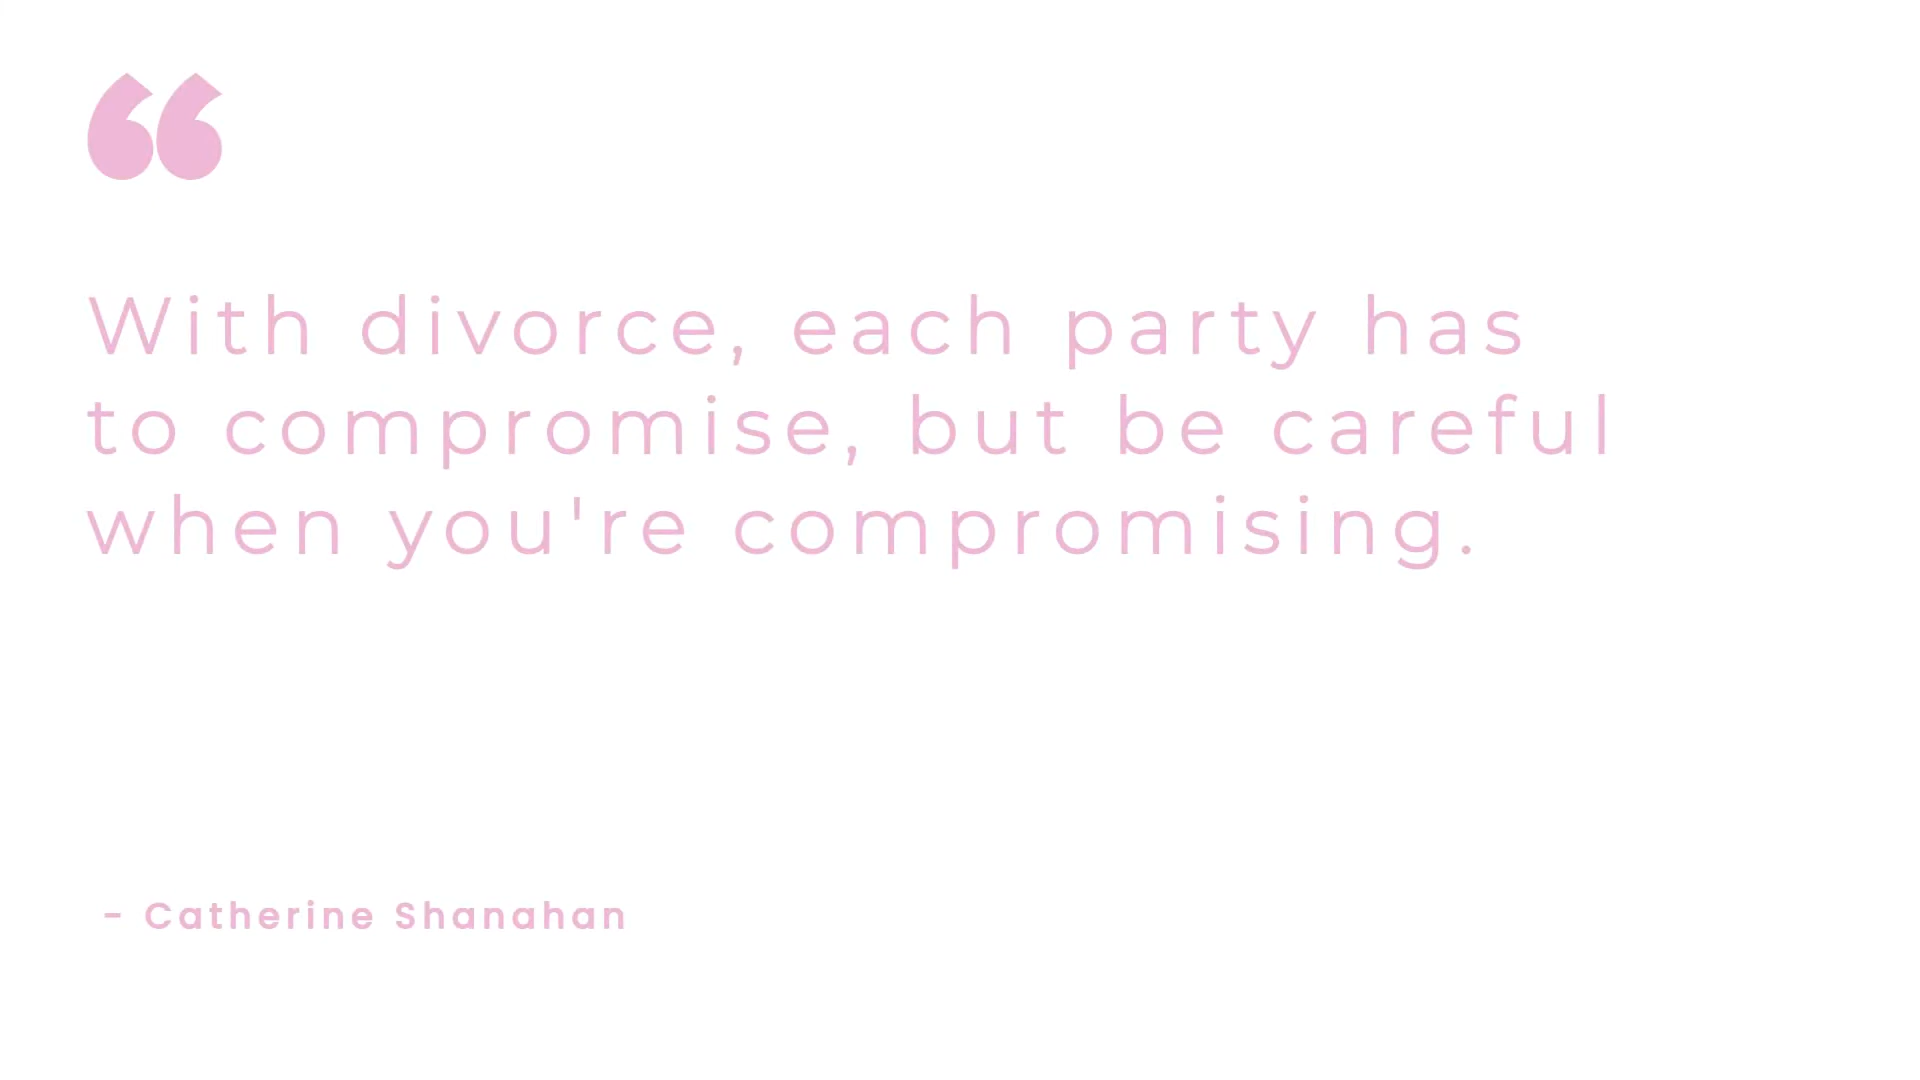 “
With divorce, each party has
to compromise, but be careful
when you're compromising.
- Catherine Shanahan